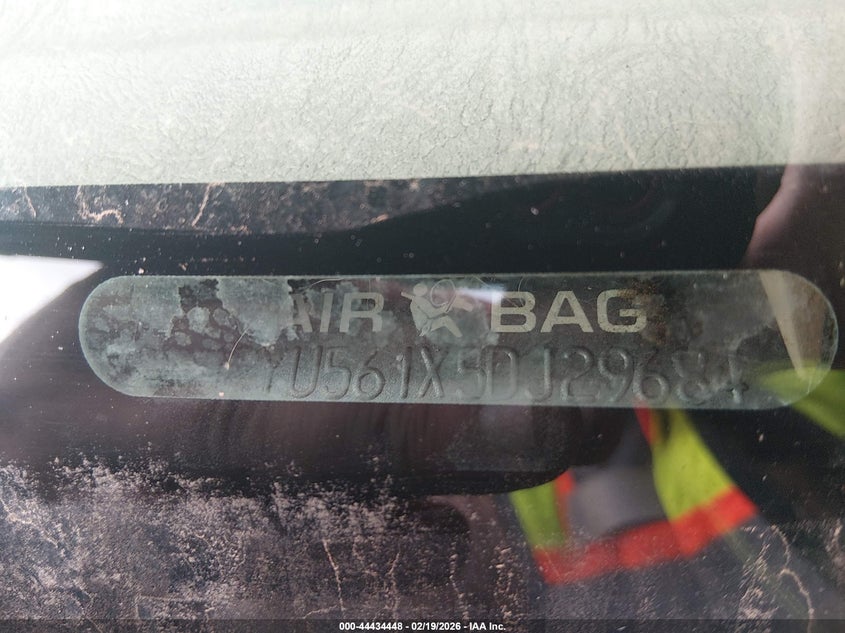 AIR BAG
YU561X5DJ29684
000-44434448 - 02/19/2026 - IAA Inc.